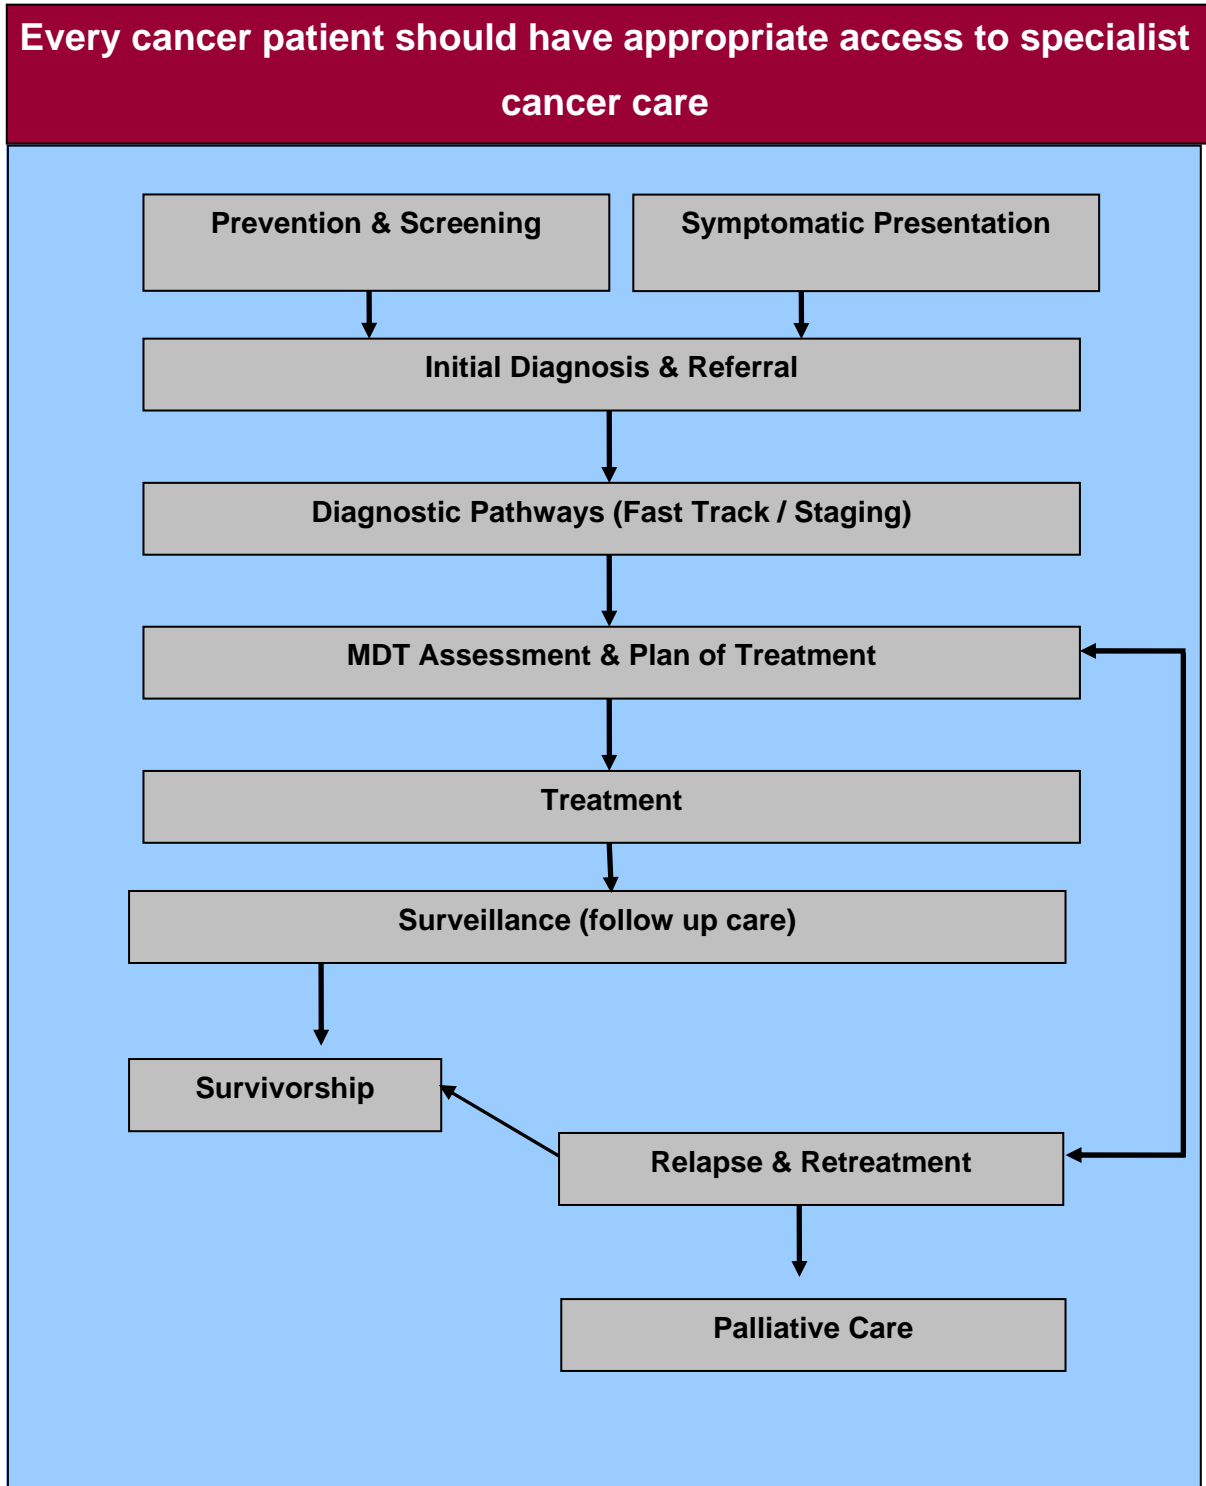 Every cancer patient should have appropriate access to specialist
cancer care
Prevention & Screening
Symptomatic Presentation
Initial Diagnosis & Referral
Diagnostic Pathways (Fast Track / Staging)
MDT Assessment & Plan of Treatment
Treatment
Surveillance (follow up care)
Survivorship
Relapse & Retreatment
Palliative Care